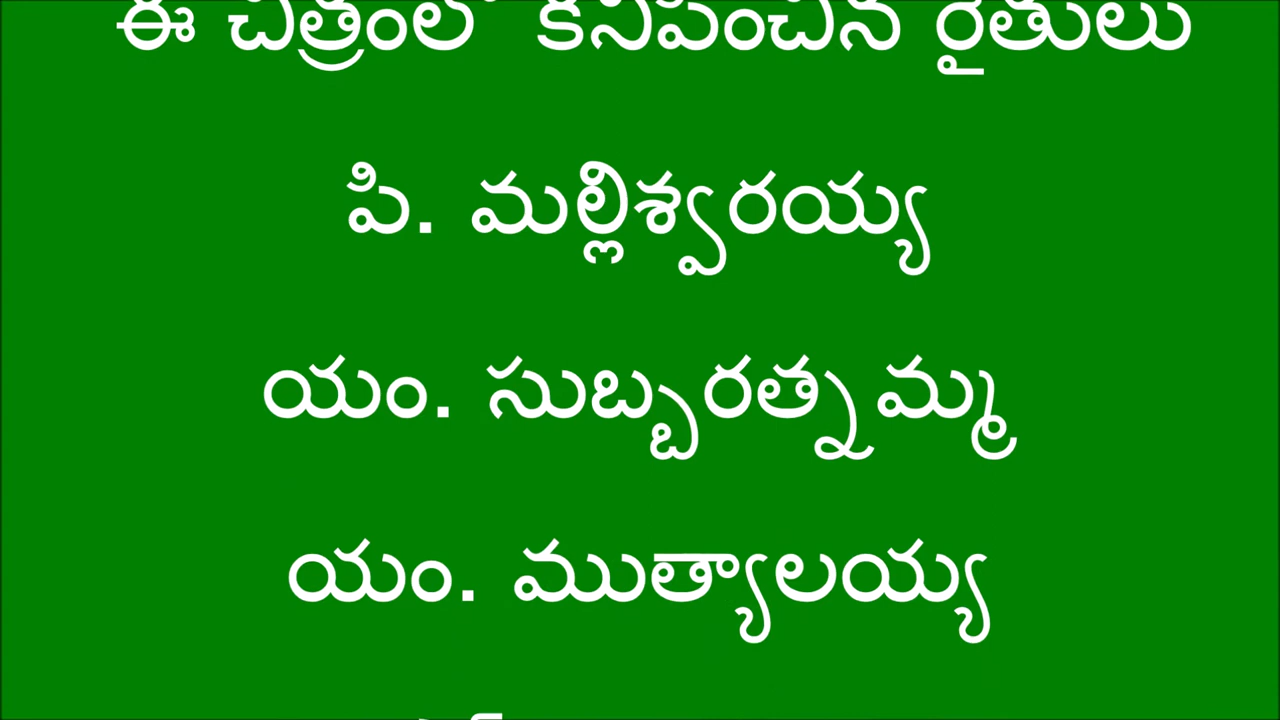 ఈ చిత్రంలో కనిపించిన రైతులు
పి. మల్లిశ్వరయ్య
యం. సుబ్బరత్నమ్మ
యం. ముత్యాలయ్య